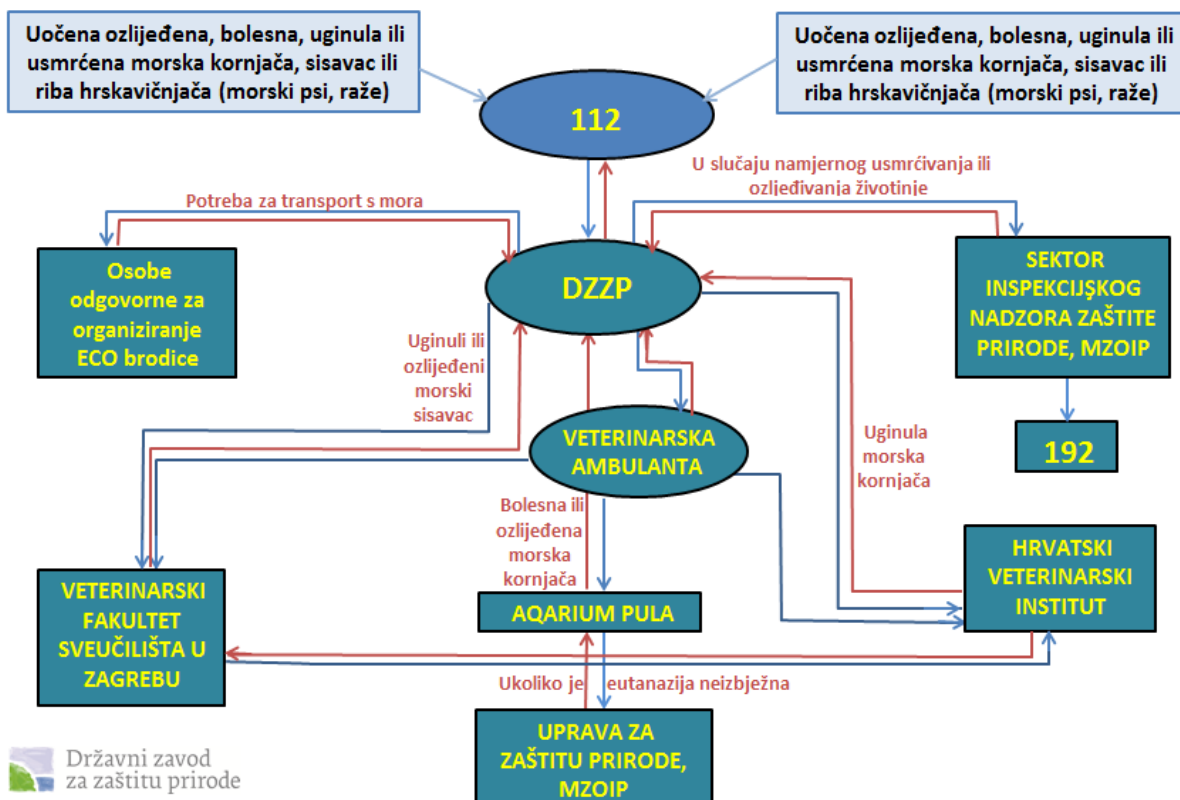 Uočena ozlijeđena, bolesna, uginula ili
usmrćena morska kornjača, sisavac ili
riba hrskavičnjača (morski psi, raže)
Uočena ozlijeđena, bolesna, uginula ili
usmrćena morska kornjača, sisavac ili
riba hrskavičnjača (morski psi, raže)
112
U slučaju namjernog usmrćivanja ili
ozljeđivanja životinje
Potreba za transport s mora
Osobe
odgovorne za
organiziranje
ECO brodice
DZZP
SEKTOR
INSPEKCIJSKOG
NADZORA ZAŠTITE
PRIRODE, MZOIP
Uginuli ili
ozlijeđeni
morski
sisavac
192
VETERINARSKA
AMBULANTA
Uginula
morska
kornjača
Bolesna ili
ozlijeđena
morska
kornjača
VETERINARSKI
FAKULTET
SVEUČILIŠTA U
ZAGREBU
AQARIUM PULA
HRVATSKI
VETERINARSKI
INSTITUT
Ukoliko je eutanazija neizbježna
UPRAVA ZA
ZAŠTITU PRIRODE,
MZOIP
Državni zavod
za zaštitu prirode